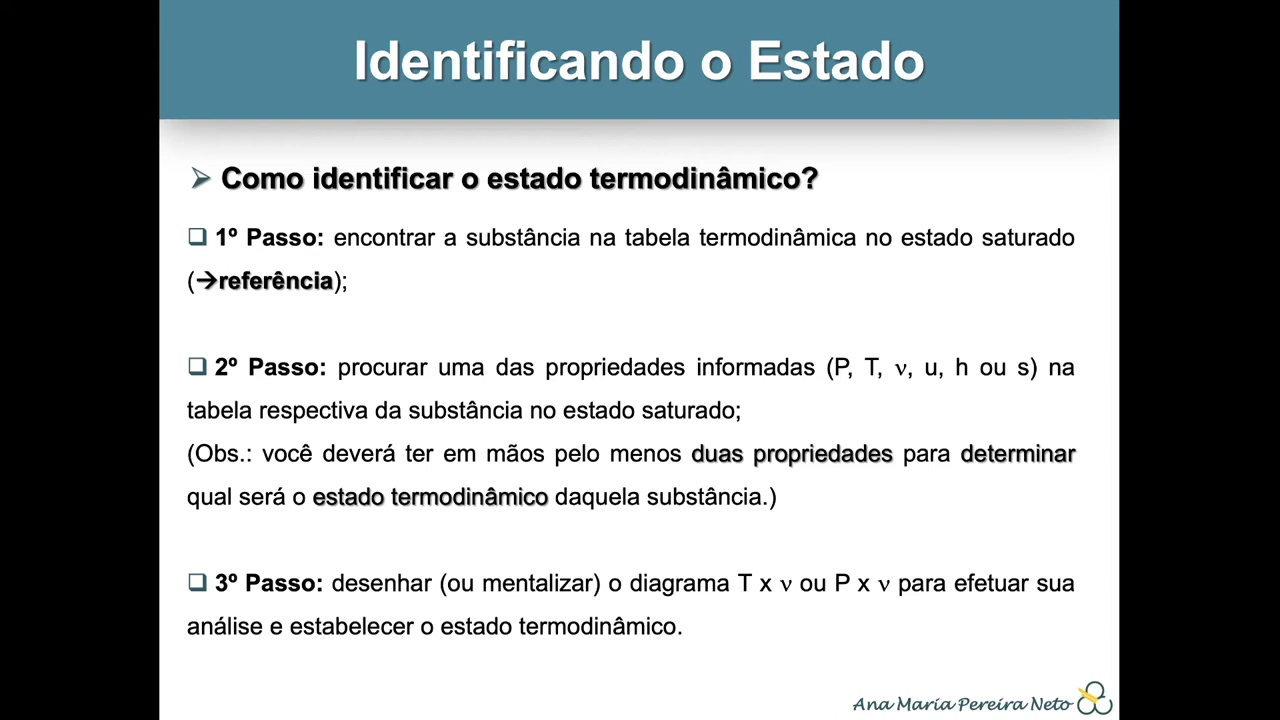 Identificando o Estado
➢ Como identificar o estado termodinâmico?
❑ 1º Passo: encontrar a substância na tabela termodinâmica no estado saturado
(→referência);
❑ 2º Passo: procurar uma das propriedades informadas (P, T, ν, u, h ou s) na
tabela respectiva da substância no estado saturado;
(Obs.: você deverá ter em mãos pelo menos duas propriedades para determinar
qual será o estado termodinâmico daquela substância.)
❑ 3º Passo: desenhar (ou mentalizar) o diagrama T x ν ou P x ν para efetuar sua
análise e estabelecer o estado termodinâmico.
Ana Maria Pereira Neto